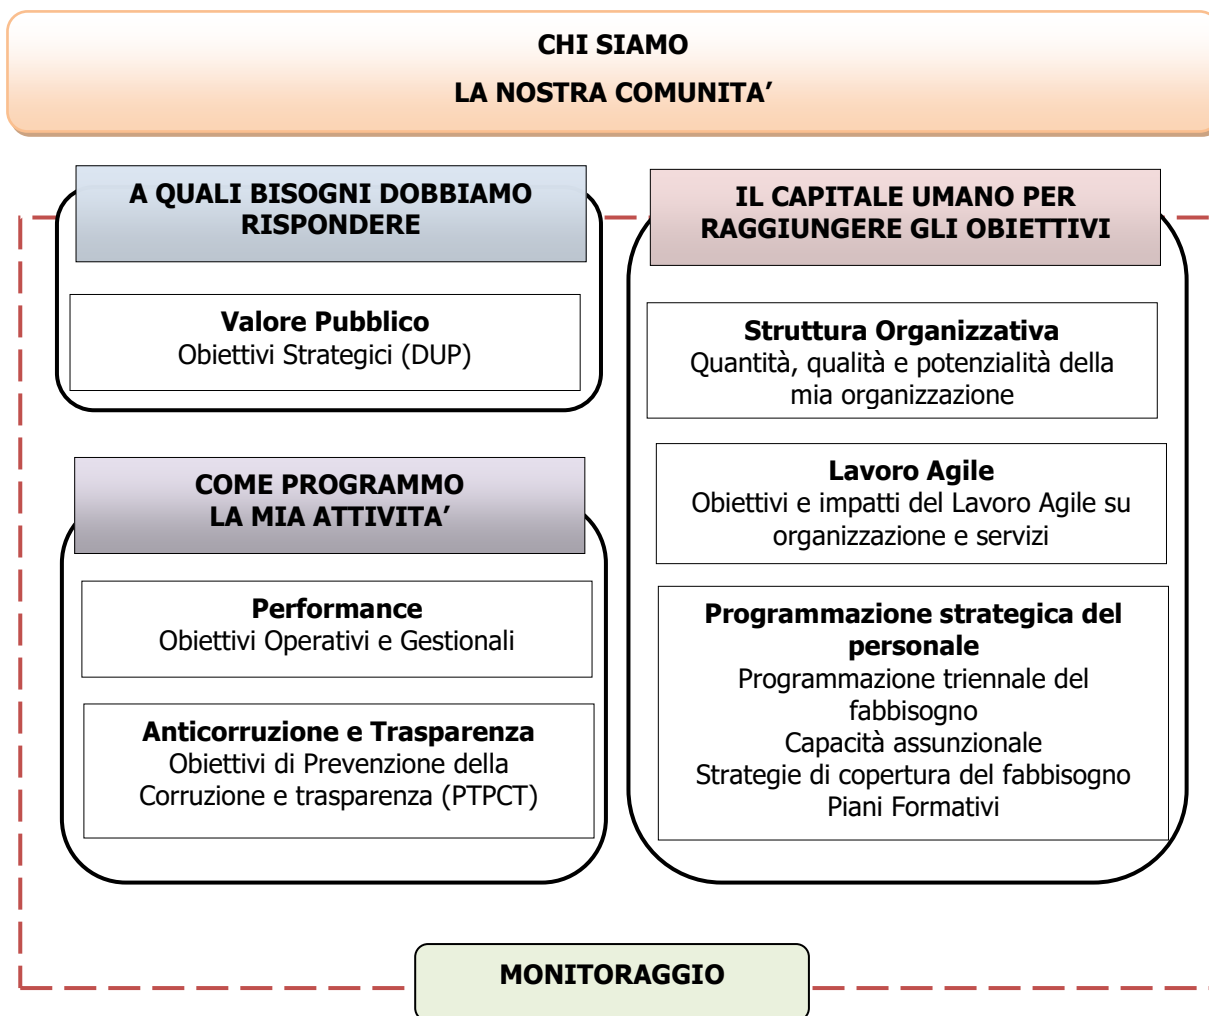 CHI SIAMO
LA NOSTRA COMUNITA’
A QUALI BISOGNI DOBBIAMO
RISPONDERE
Valore Pubblico
Obiettivi Strategici (DUP)
COME PROGRAMMO
LA MIA ATTIVITA’
Performance
Obiettivi Operativi e Gestionali
Anticorruzione e Trasparenza
Obiettivi di Prevenzione della
Corruzione e trasparenza (PTPCT)
IL CAPITALE UMANO PER
RAGGIUNGERE GLI OBIETTIVI
Struttura Organizzativa
Quantità, qualità e potenzialità della
mia organizzazione
Lavoro Agile
Obiettivi e impatti del Lavoro Agile su
organizzazione e servizi
Programmazione strategica del
personale
Programmazione triennale del
fabbisogno
Capacità assunzionale
Strategie di copertura del fabbisogno
Piani Formativi
MONITORAGGIO